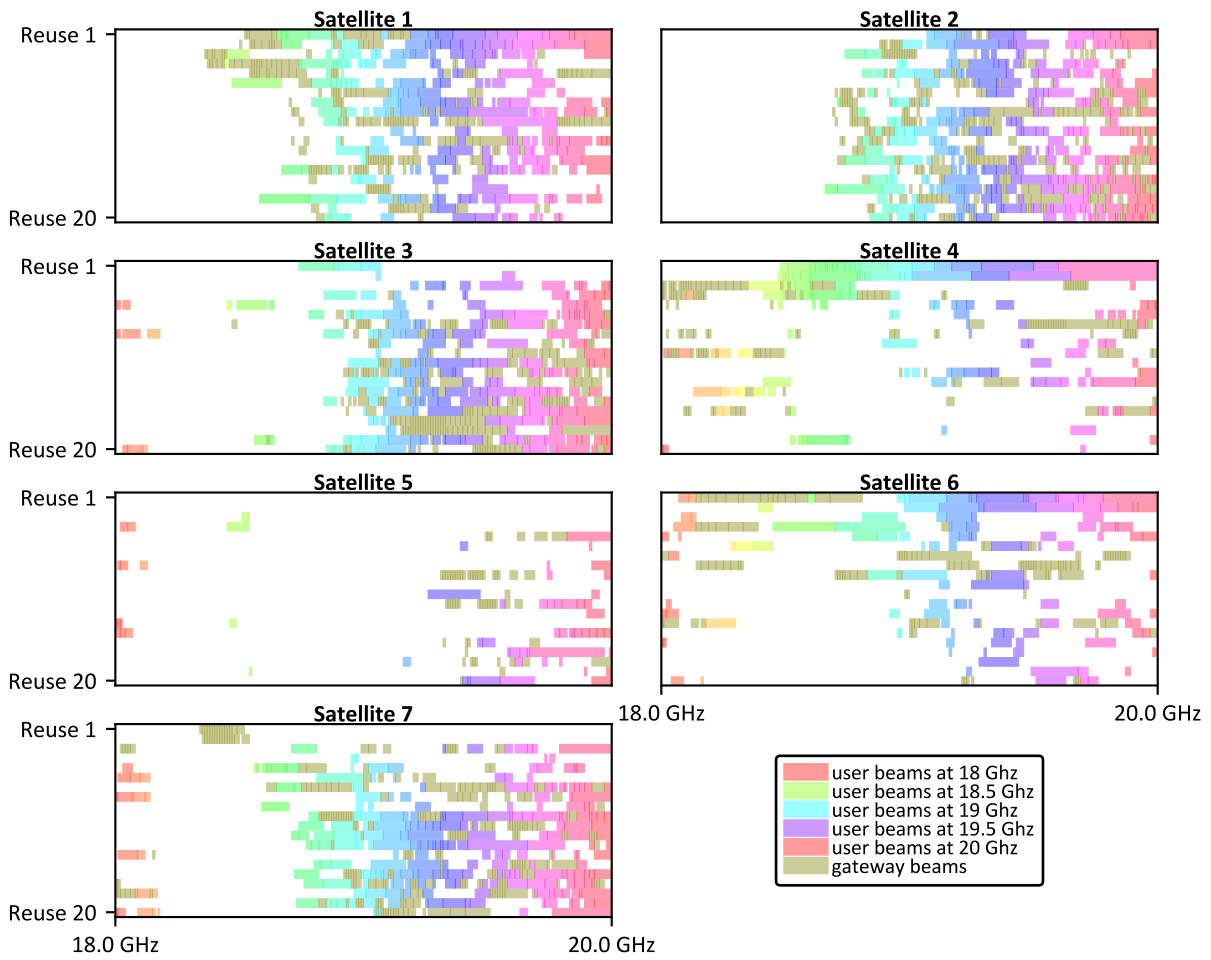 Satellite 1
Satellite 2
Reuse 1
Reuse 20
Satellite 3
Satellite 4
Reuse 1
Reuse 20
Satellite 5
Satellite 6
Reuse 1
Reuse 20
Satellite 7
18.0 GHz
20.0 GHz
Reuse 1
Reuse 20
18.0 GHz
20.0 GHz
user beams at 18 Ghz
user beams at 18.5 Ghz
user beams at 19 Ghz
user beams at 19.5 Ghz
user beams at 20 Ghz
gateway beams